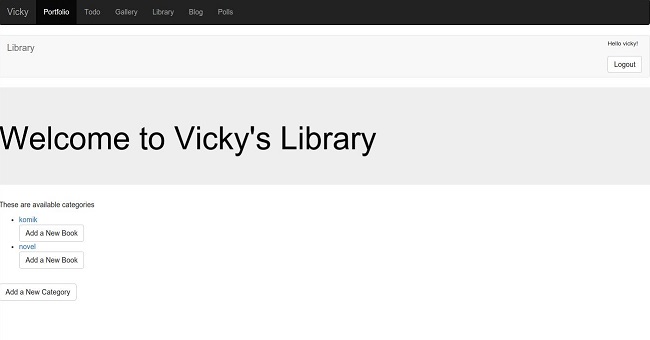 Vicky Portfolio Todo Gallery Library Blog Polls
Hello vicky!
Library
Logout
Welcome to Vicky's Library
These are available categories
komik
Add a New Book
novel
Add a New Book
Add a New Category